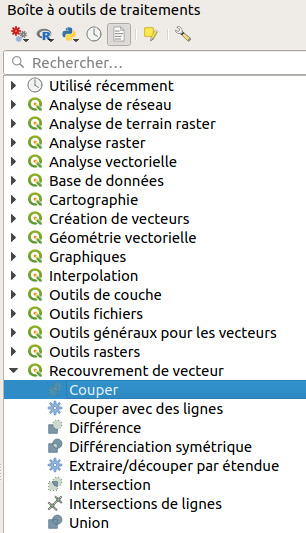 Boîte à outils de traitements
Rechercher…
Utilisé récemment
Analyse de réseau
Analyse de terrain raster
Analyse raster
Analyse vectorielle
Base de données
Cartographie
Création de vecteurs
Géométrie vectorielle
Graphiques
Interpolation
Outils de couche
Outils fichiers
Outils généraux pour les vecteurs
Outils rasters
Recouvrement de vecteur
Couper
Couper avec des lignes
Différence
Différenciation symétrique
Extraire/découper par étendue
Intersection
Intersections de lignes
Union